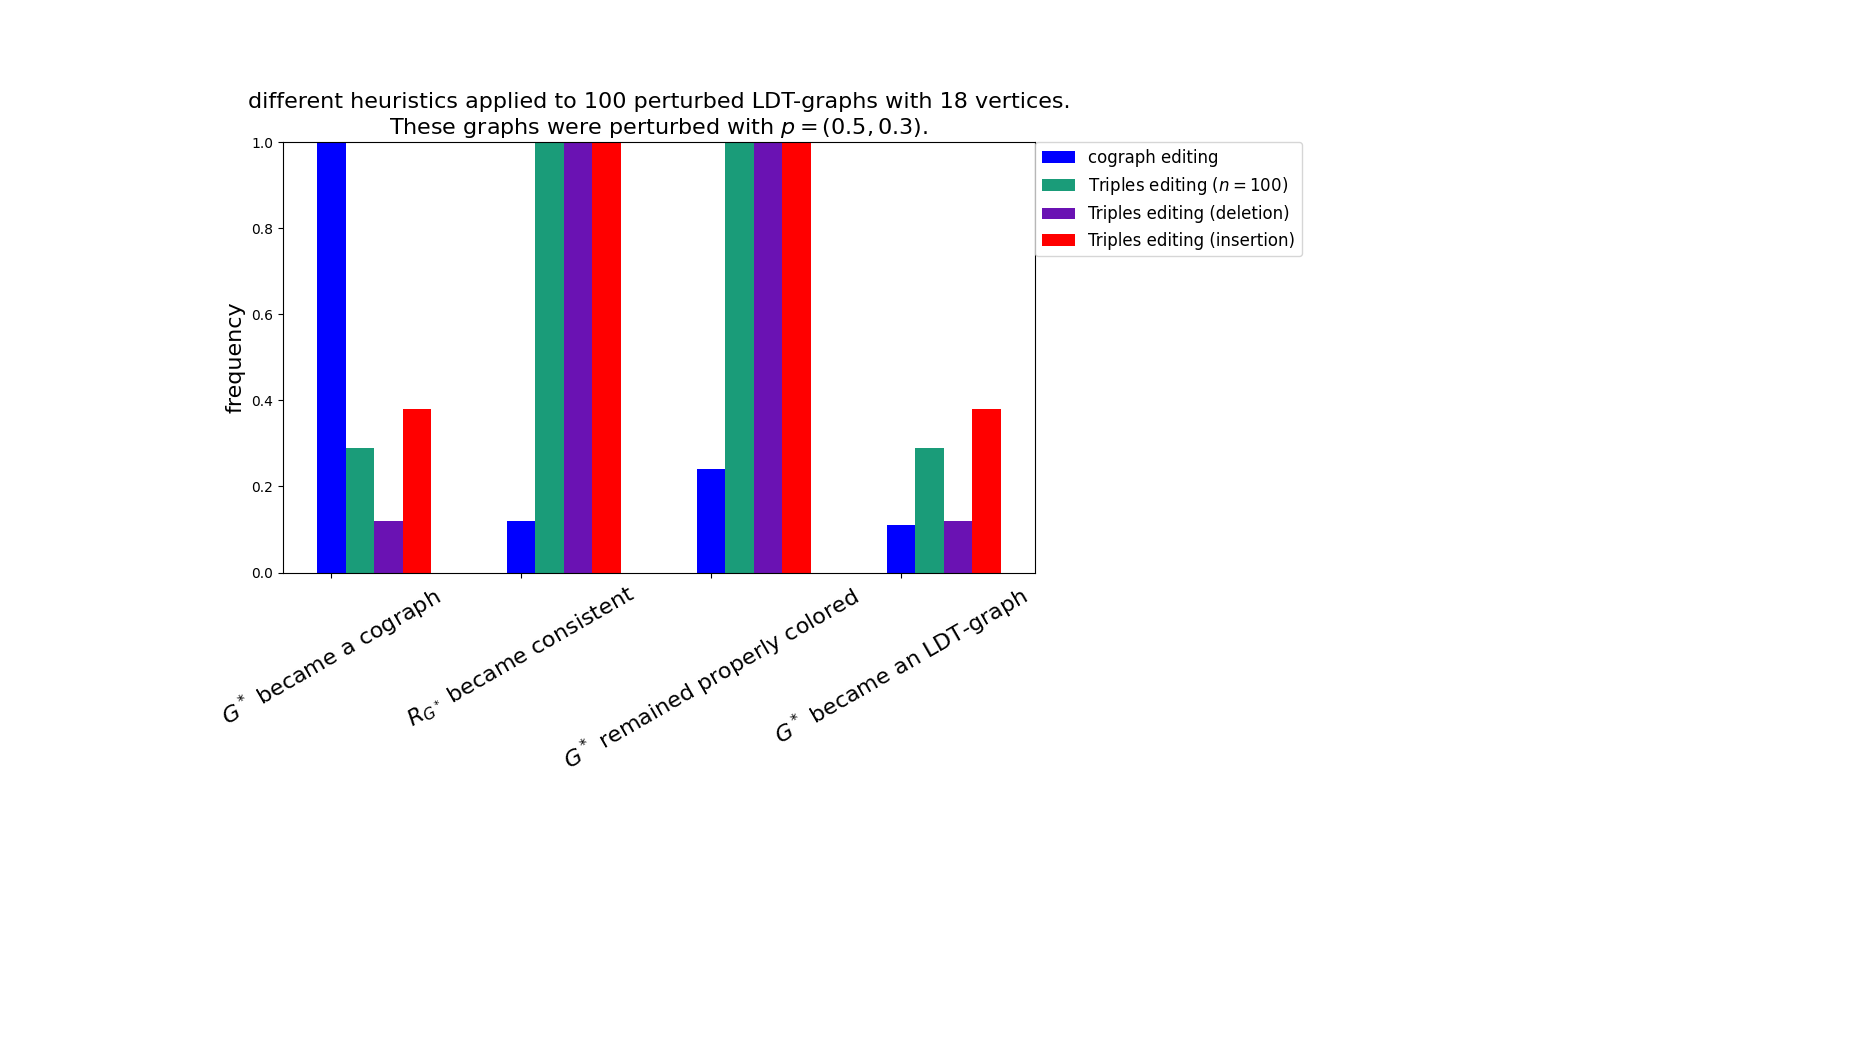 different heuristics applied to 100 perturbed LDT-graphs with 18 vertices.
These graphs were perturbed with p = (0.5, 0.3).
1.0
0.8
0.6
0.4
0.2
0.0
frequency
cograph editing
Triples editing (n = 100)
Triples editing (deletion)
Triples editing (insertion)
G* became a cograph
R_{G*} became consistent
G* remained properly colored
G* became an LDT-graph